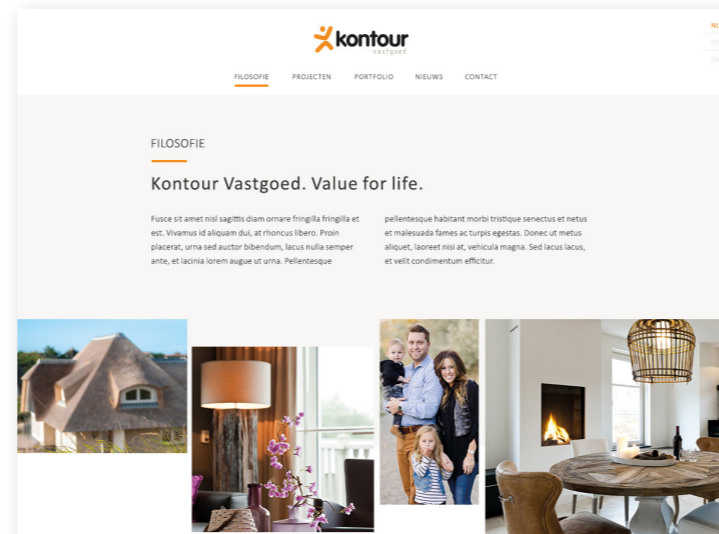 kontour
vastgoed
FILOSOFIE PROJECTEN PORTFOLIO NIEUWS CONTACT
FILOSOFIE
Kontour Vastgoed. Value for life.
Fusce sit amet nisl sagittis diam ornare fringilla fringilla et
est. Vivamus id aliquam dui, at rhoncus libero. Proin
placerat, urna sed auctor bibendum, lacus nulla semper
ante, et lacinia lorem augue ut urna. Pellentesque
pellentesque habitant morbi tristique senectus et netus
et malesuada fames ac turpis egestas. Donec ut metus
aliquet, laoreet nisi at, vehicula magna. Sed lacus lacus,
et velit condimentum efficitur.